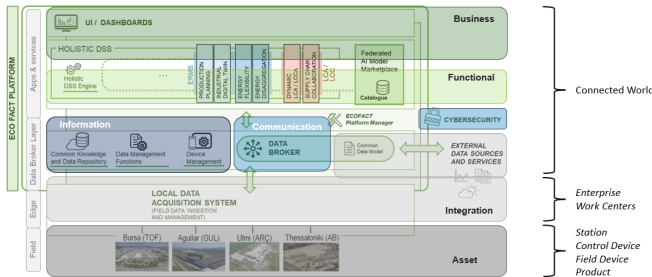 ECO FACT PLATFORM
Apps & services
UI / DASHBOARDS
Business
HOLISTIC DSS
Holistic
DSS Engine
ERMS
PRODUCTION
PLANNING
INDUSTRIAL
DIGITAL TWIN
ENERGY
FLEXIBILITY
ENERGY
DISAGGREGATION
DYNAMIC
LCA / LCCA
SUPPLY CHAIN
COLLABORATION
LCA /
LCC
Federated
AI Model
Marketplace
Catalogue
Functional
Connected World
Data Broker Layer
Information
Common Knowledge
and Data Repository
Data Management
Functions
Device
Management
Communication
DATA
BROKER
ECOFACT
Platform Manager
CYBERSECURITY
Common
Data Model
EXTERNAL
DATA SOURCES
AND SERVICES
Edge
LOCAL DATA
ACQUISITION SYSTEM
(FIELD DATA INGESTION
AND MANAGEMENT)
Integration
Enterprise
Work Centers
Field
Bursa (TOF)
Aguilar (GUL)
Ulmi (ARÇ)
Thessaloniki (AB)
Asset
Station
Control Device
Field Device
Product